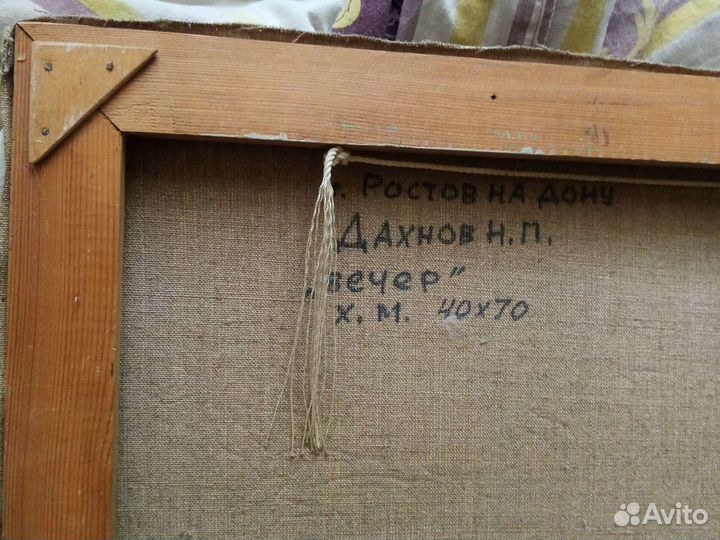 г. Ростов на дону
Дахнов Н.П.
„вечер"
х.м. 40х70
Avito